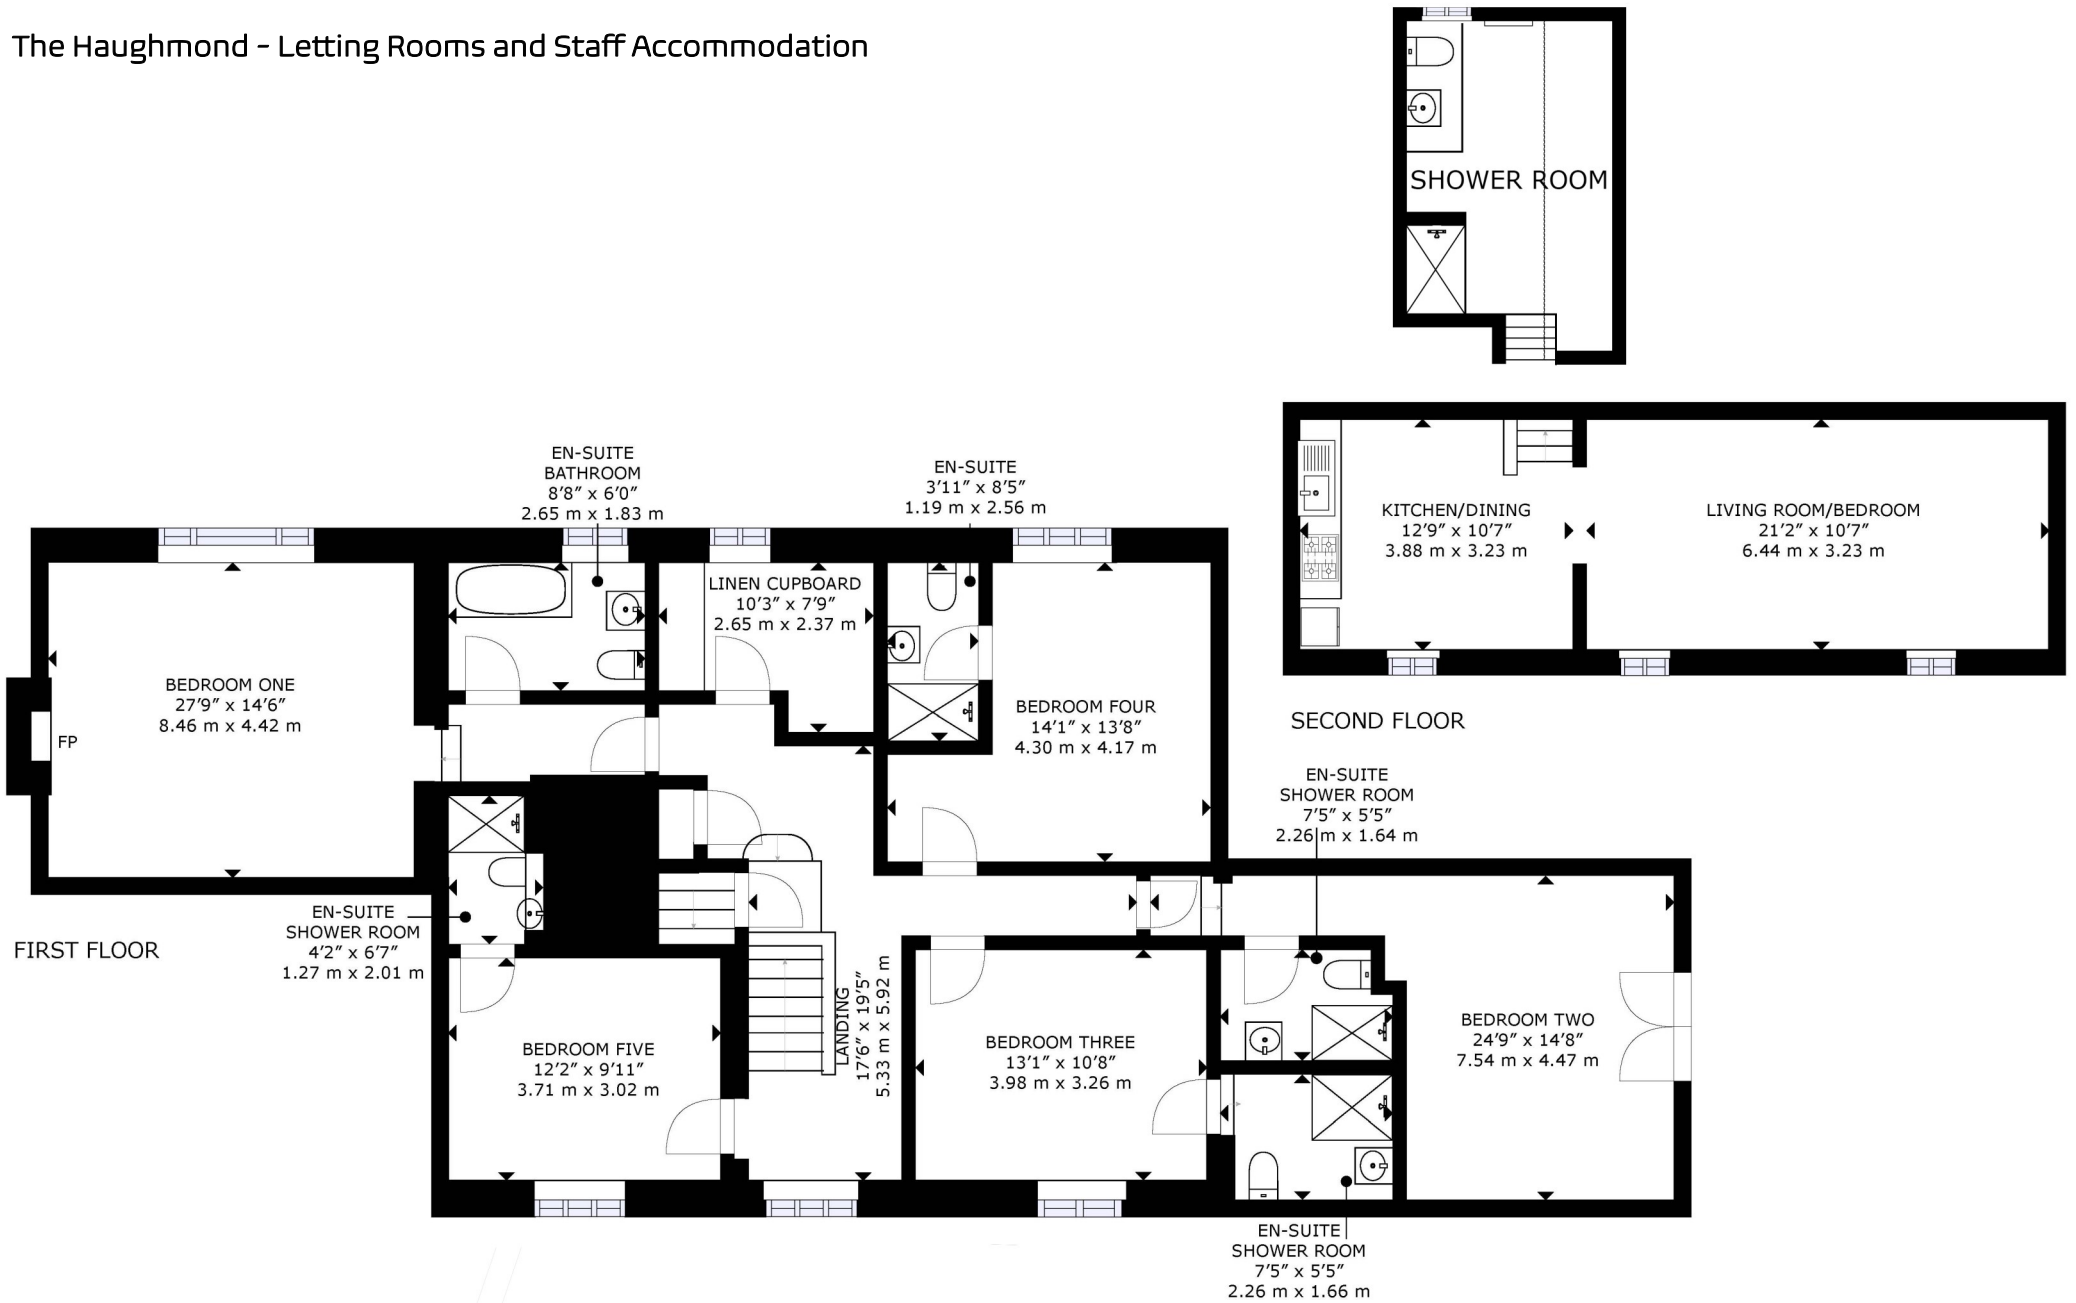 The Haughmond - Letting Rooms and Staff Accommodation
SHOWER ROOM
EN-SUITE
BATHROOM
8’8” x 6’0”
2.65 m x 1.83 m
EN-SUITE
3’11” x 8’5”
1.19 m x 2.56 m
KITCHEN/DINING
12’9” x 10’7”
3.88 m x 3.23 m
LIVING ROOM/BEDROOM
21’2” x 10’7”
6.44 m x 3.23 m
LINEN CUPBOARD
10’3” x 7’9”
2.65 m x 2.37 m
BEDROOM ONE
27’9” x 14’6”
8.46 m x 4.42 m
FP
BEDROOM FOUR
14’1” x 13’8”
4.30 m x 4.17 m
SECOND FLOOR
EN-SUITE
SHOWER ROOM
7’5” x 5’5”
2.26 m x 1.64 m
FIRST FLOOR
EN-SUITE
SHOWER ROOM
4’2” x 6’7”
1.27 m x 2.01 m
BEDROOM FIVE
12’2” x 9’11”
3.71 m x 3.02 m
LANDING
17’6” x 19’5”
5.33 m x 5.92 m
BEDROOM THREE
13’1” x 10’8”
3.98 m x 3.26 m
BEDROOM TWO
24’9” x 14’8”
7.54 m x 4.47 m
EN-SUITE
SHOWER ROOM
7’5” x 5’5”
2.26 m x 1.66 m